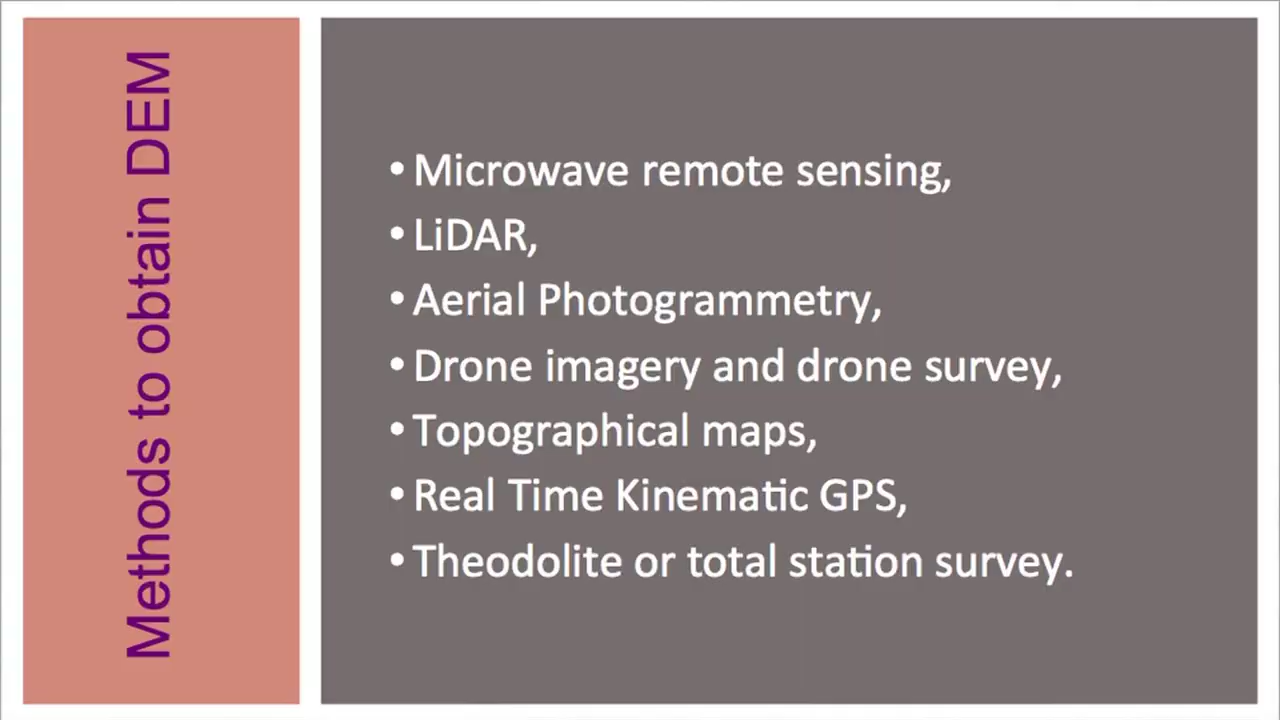 Methods to obtain DEM
• Microwave remote sensing,
• LiDAR,
• Aerial Photogrammetry,
• Drone imagery and drone survey,
• Topographical maps,
• Real Time Kinematic GPS,
• Theodolite or total station survey.